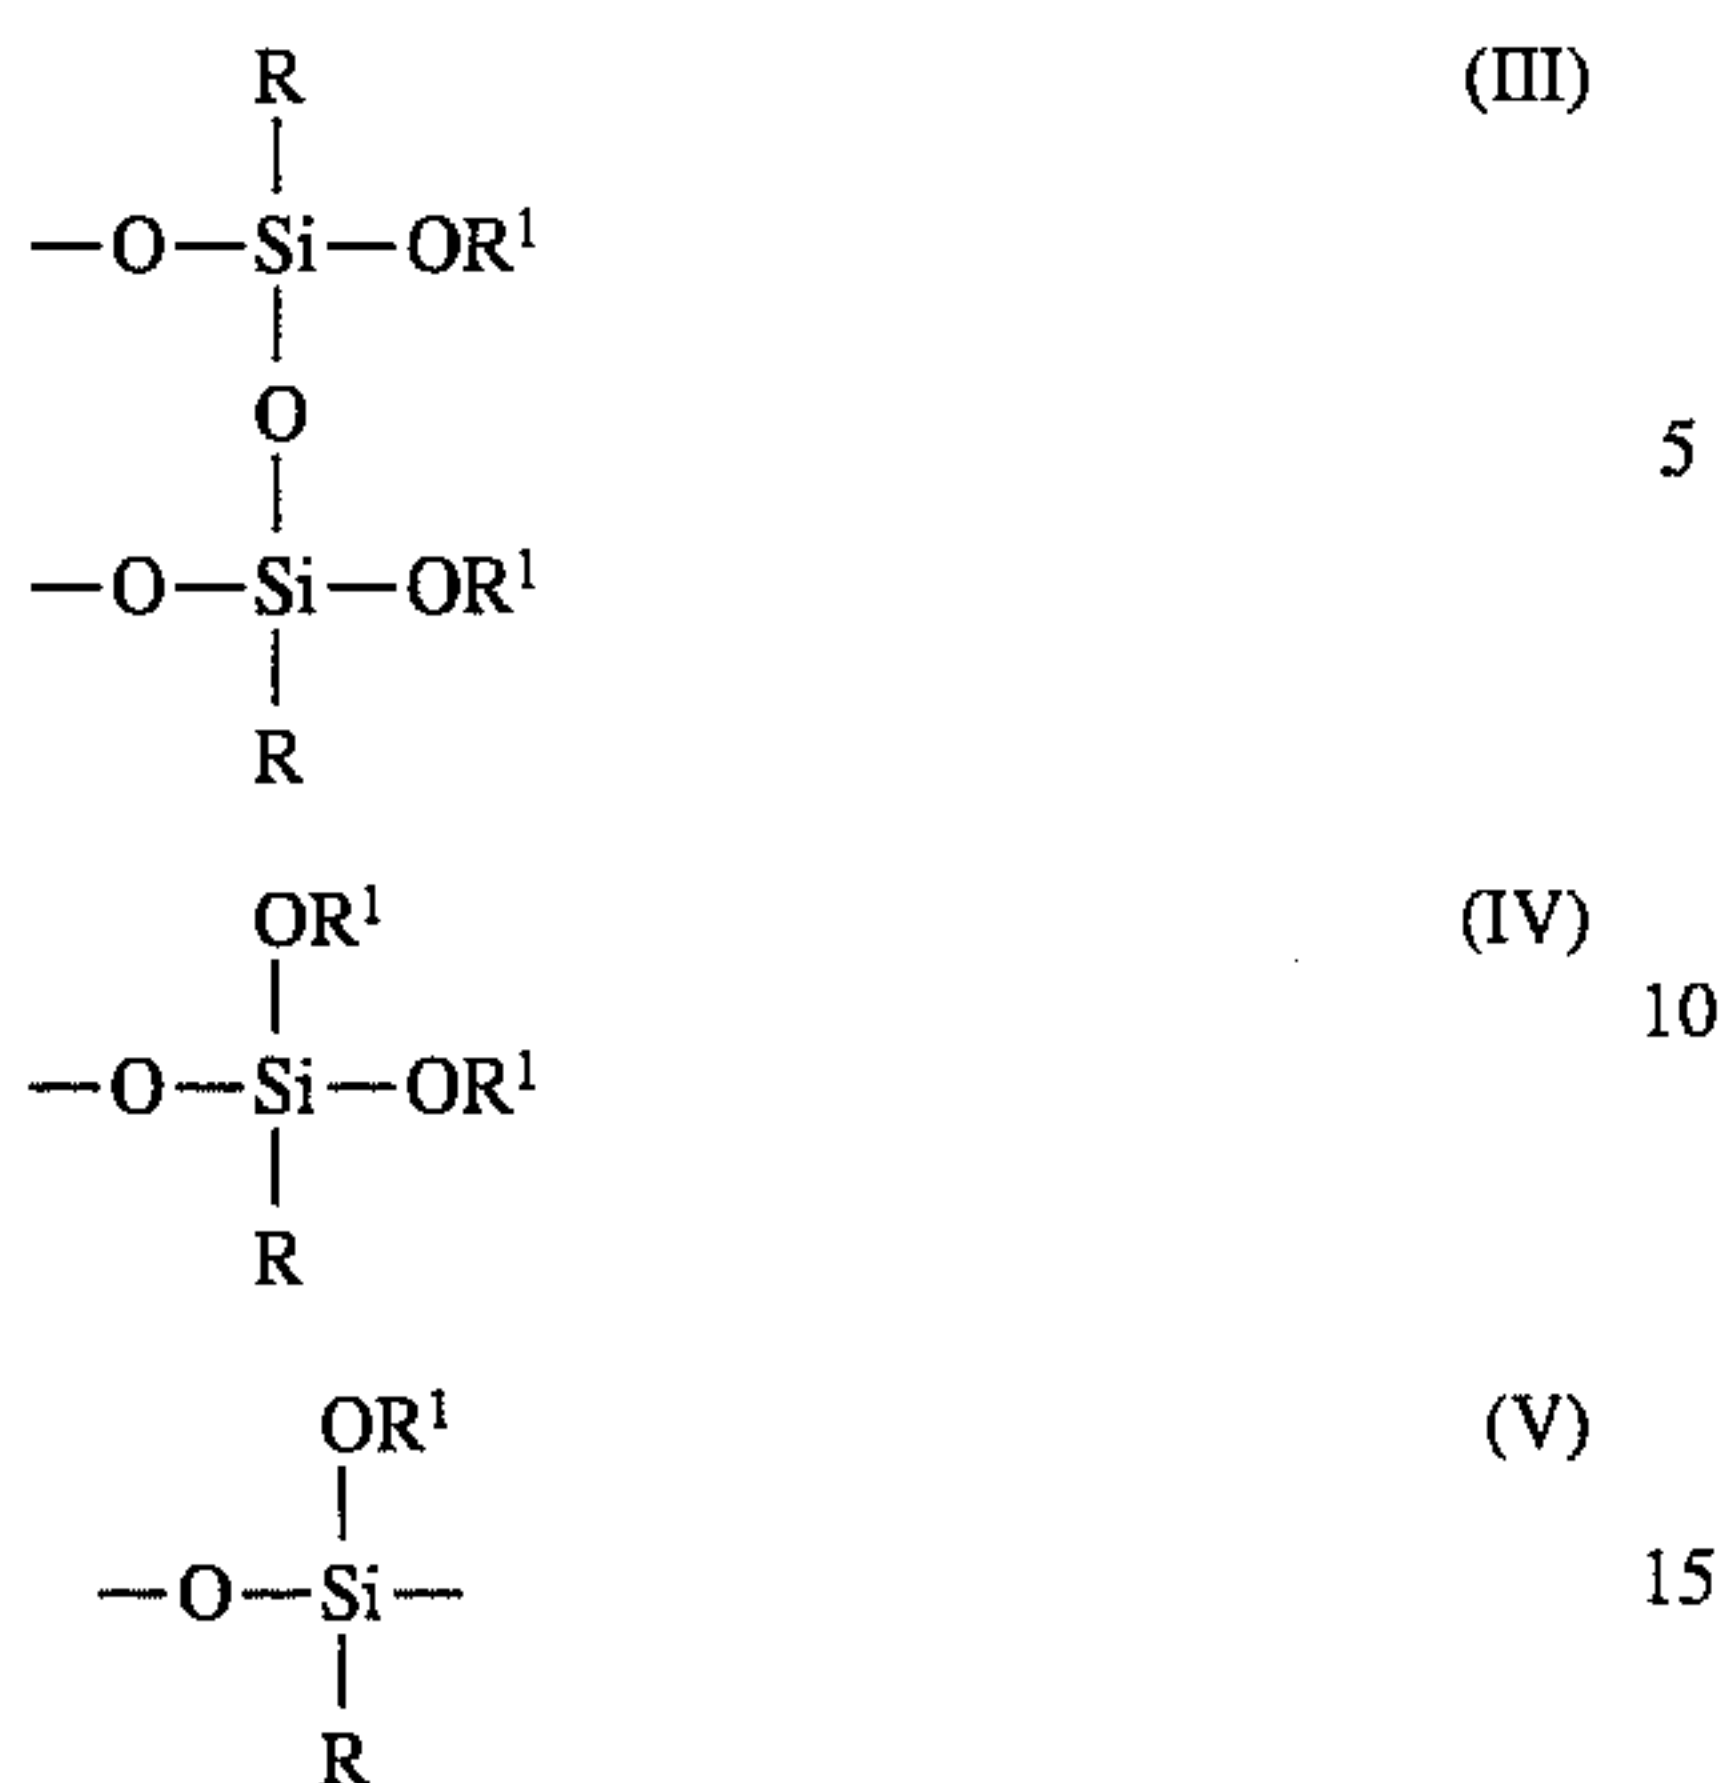 R (III)
—O—Si—OR¹
O
5
—O—Si—OR¹
R
OR¹ (IV)
10
—O—Si—OR¹
R
OR¹ (V)
—O—Si— 15
R